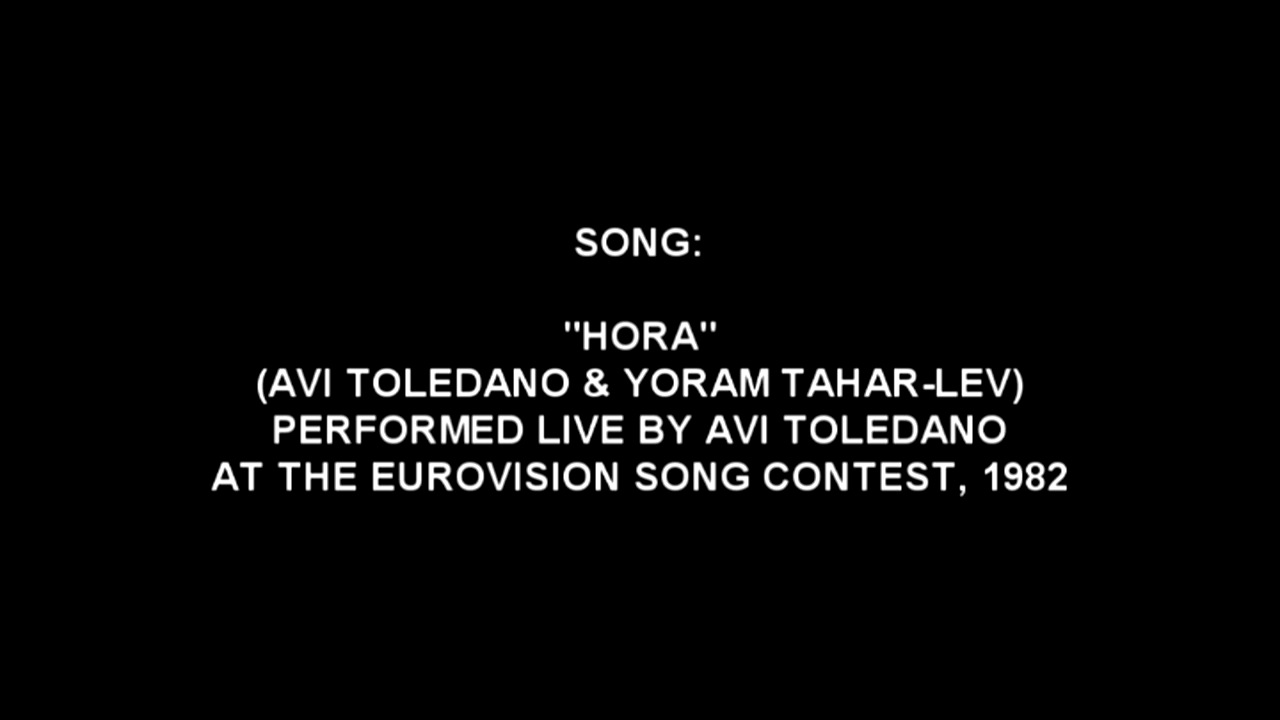 SONG:
"HORA"
(AVI TOLEDANO & YORAM TAHAR-LEV)
PERFORMED LIVE BY AVI TOLEDANO
AT THE EUROVISION SONG CONTEST, 1982